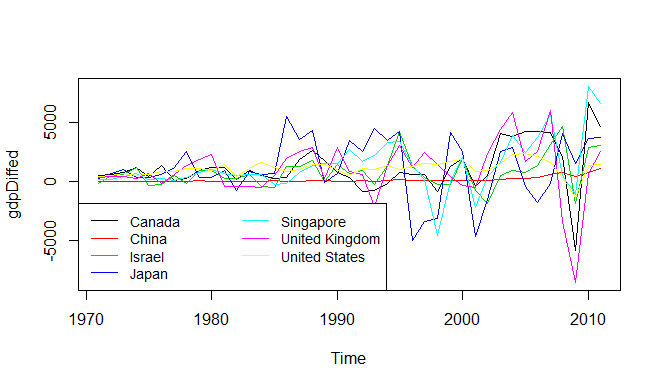 gdpDiffed
5000
0
-5000
Canada
China
Israel
Japan
Singapore
United Kingdom
United States
1970 1980 1990 2000 2010
Time